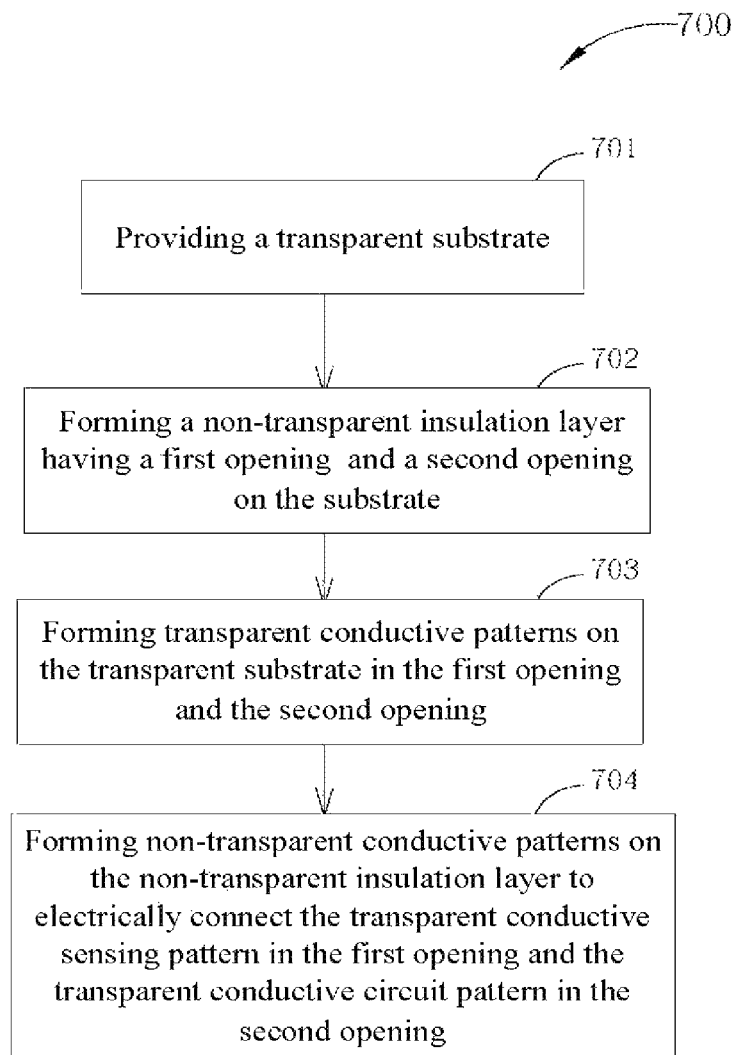 700
701
Providing a transparent substrate
702
Forming a non-transparent insulation layer
having a first opening and a second opening
on the substrate
703
Forming transparent conductive patterns on
the transparent substrate in the first opening
and the second opening
704
Forming non-transparent conductive patterns on
the non-transparent insulation layer to
electrically connect the transparent conductive
sensing pattern in the first opening and the
transparent conductive circuit pattern in the
second opening